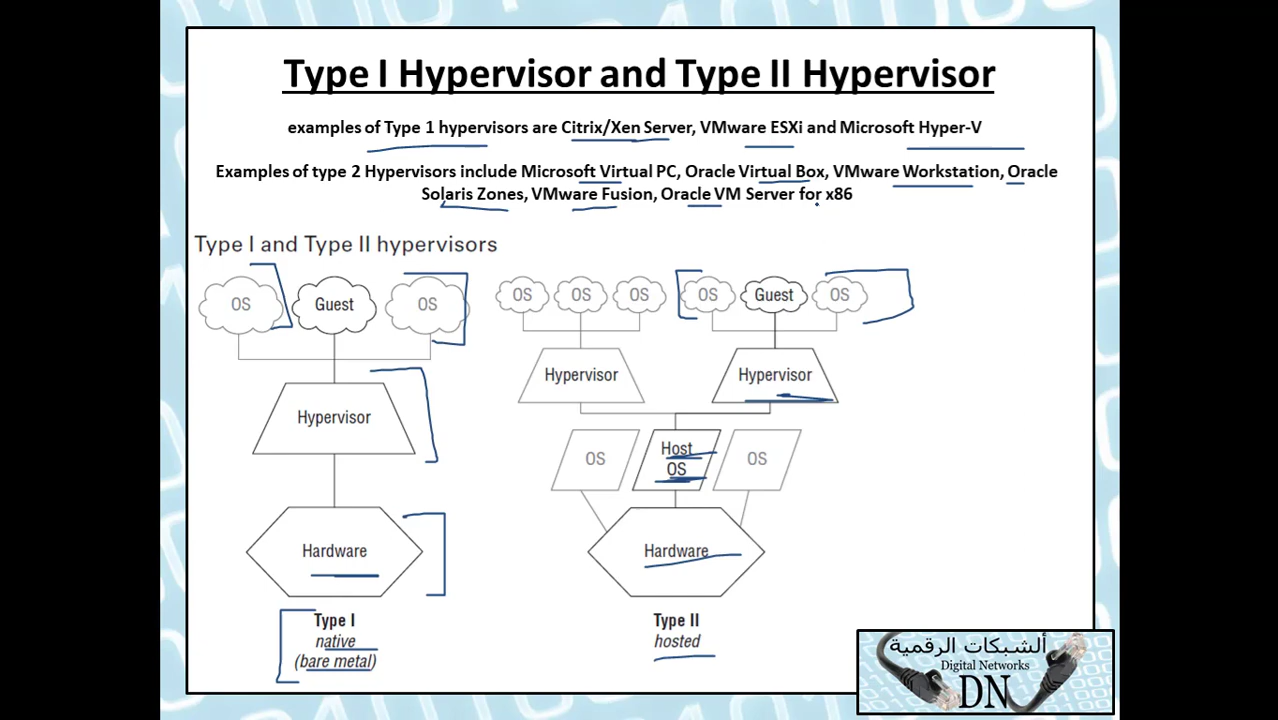 Type I Hypervisor and Type II Hypervisor
examples of Type 1 hypervisors are Citrix/Xen Server, VMware ESXi and Microsoft Hyper-V
Examples of type 2 Hypervisors include Microsoft Virtual PC, Oracle Virtual Box, VMware Workstation, Oracle
Solaris Zones, VMware Fusion, Oracle VM Server for x86
Type I and Type II hypervisors
OS Guest OS
Hypervisor
Hardware
Type I
native
(bare metal)
OS OS OS OS Guest OS
Hypervisor Hypervisor
OS Host OS OS
Hardware
Type II
hosted
ألشبكات الرقمية
Digital Networks
DN